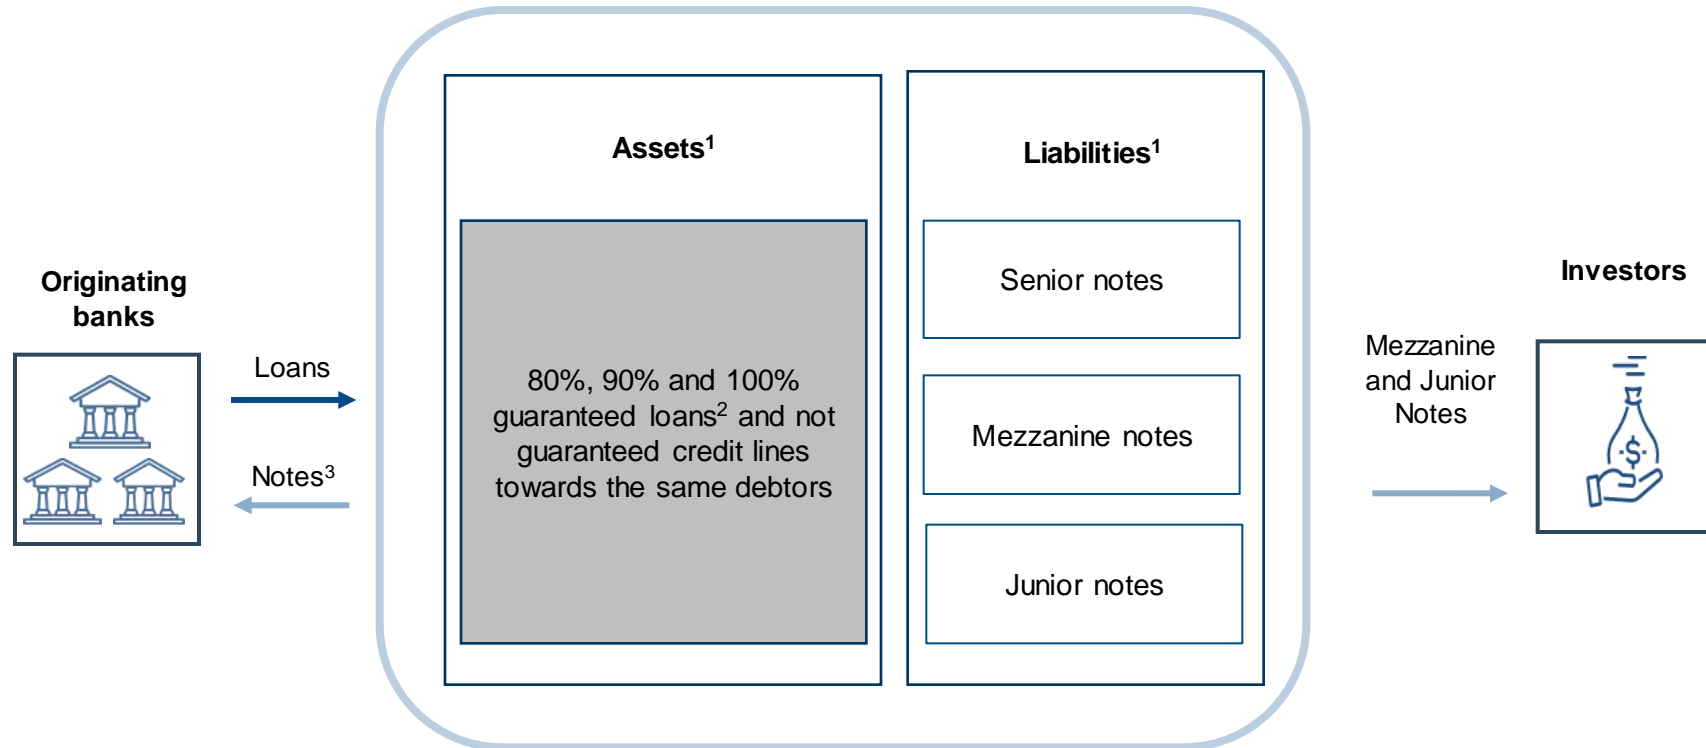 Originating
banks
Loans
Notes³
Assets¹
80%, 90% and 100%
guaranteed loans² and not
guaranteed credit lines
towards the same debtors
Liabilities¹
Senior notes
Mezzanine notes
Junior notes
Mezzanine
and Junior
Notes
Investors
$